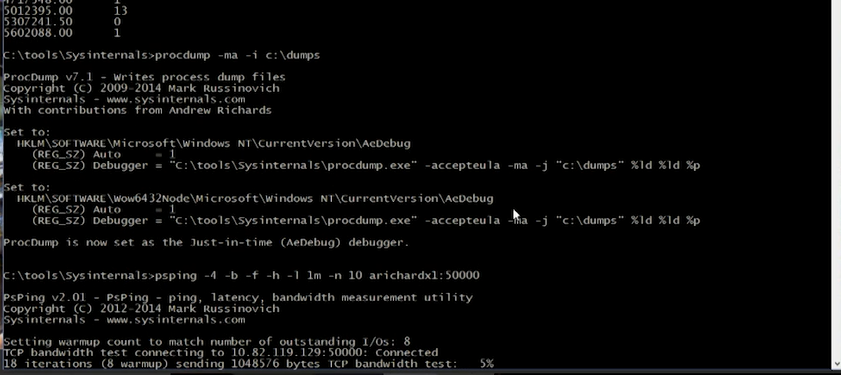 4717548.00 1
5012395.00 13
5307241.50 0
5602088.00 1
C:\tools\Sysinternals>procdump -ma -i c:\dumps
ProcDump v7.1 - Writes process dump files
Copyright (C) 2009-2014 Mark Russinovich
Sysinternals - www.sysinternals.com
With contributions from Andrew Richards
Set to:
HKLM\SOFTWARE\Microsoft\Windows NT\CurrentVersion\AeDebug
(REG_SZ) Auto = 1
(REG_SZ) Debugger = "C:\tools\Sysinternals\procdump.exe" -accepteula -ma -j "c:\dumps" %ld %ld %p
Set to:
HKLM\SOFTWARE\Wow6432Node\Microsoft\Windows NT\CurrentVersion\AeDebug
(REG_SZ) Auto = 1
(REG_SZ) Debugger = "C:\tools\Sysinternals\procdump.exe" -accepteula -ma -j "c:\dumps" %ld %ld %p
ProcDump is now set as the Just-in-time (AeDebug) debugger.
C:\tools\Sysinternals>psping -4 -b -f -h -l 1m -n 10 arichardx1:50000
PsPing v2.01 - PsPing - ping, latency, bandwidth measurement utility
Copyright (C) 2012-2014 Mark Russinovich
Sysinternals - www.sysinternals.com
Setting warmup count to match number of outstanding I/Os: 8
TCP bandwidth test connecting to 10.82.119.129:50000: Connected
18 iterations (8 warmup) sending 1048576 bytes TCP bandwidth test: 5%